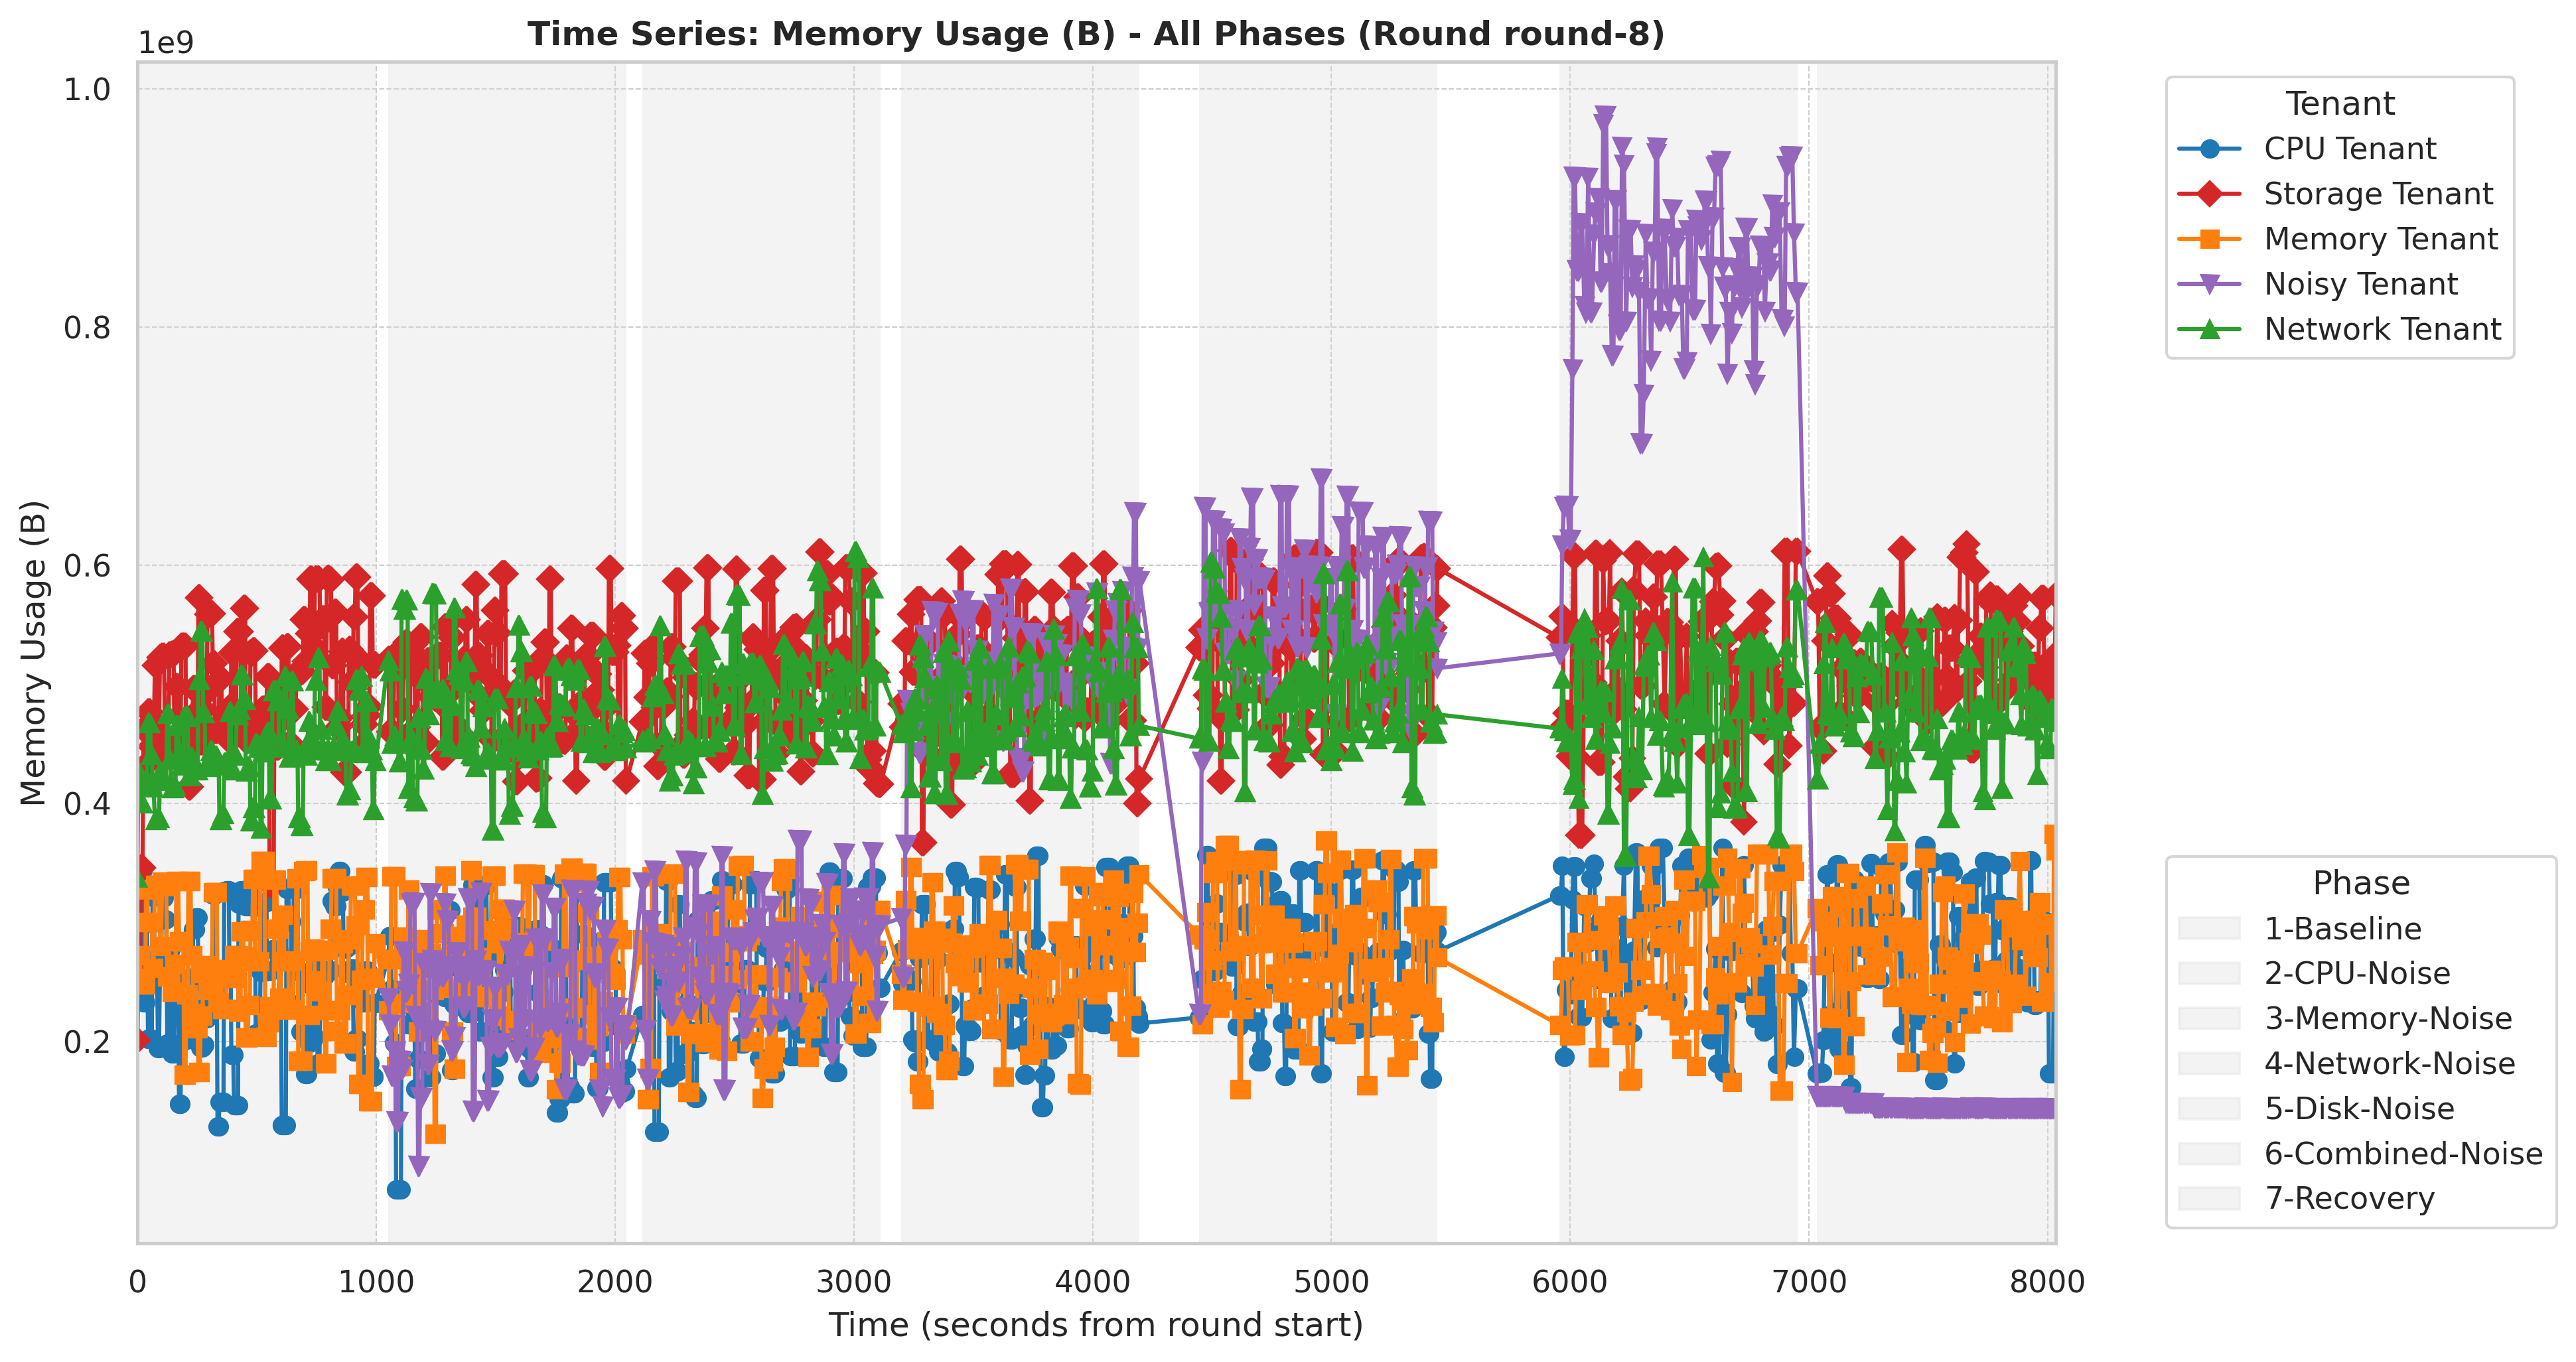 Time Series: Memory Usage (B) - All Phases (Round round-8)
1e9
1.0
0.8
0.6
0.4
0.2
Memory Usage (B)
0 1000 2000 3000 4000 5000 6000 7000 8000
Time (seconds from round start)
Tenant
CPU Tenant
Storage Tenant
Memory Tenant
Noisy Tenant
Network Tenant
Phase
1-Baseline
2-CPU-Noise
3-Memory-Noise
4-Network-Noise
5-Disk-Noise
6-Combined-Noise
7-Recovery